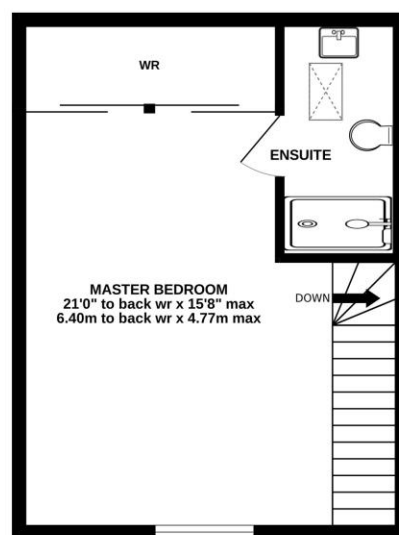 WR
ENSUITE
MASTER BEDROOM
21'0" to back wr x 15'8" max
6.40m to back wr x 4.77m max
DOWN